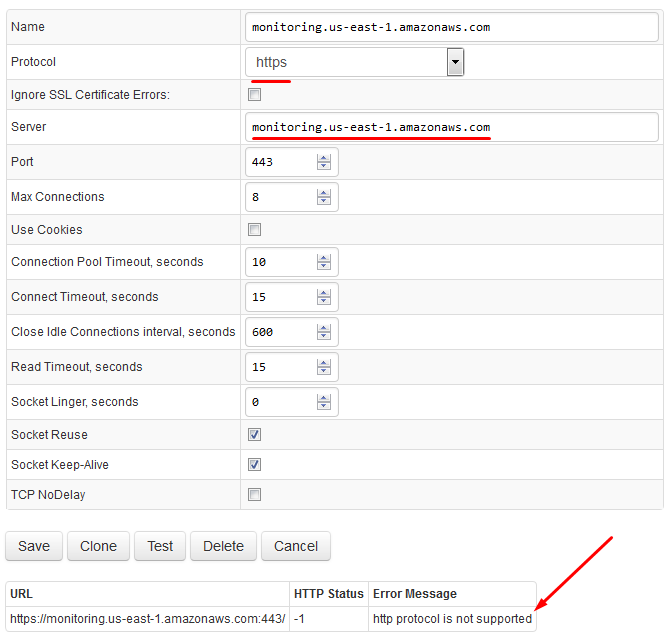 Name monitoring.us-east-1.amazonaws.com
Protocol https
Ignore SSL Certificate Errors:
Server monitoring.us-east-1.amazonaws.com
Port 443
Max Connections 8
Use Cookies
Connection Pool Timeout, seconds 10
Connect Timeout, seconds 15
Close Idle Connections interval, seconds 600
Read Timeout, seconds 15
Socket Linger, seconds 0
Socket Reuse
Socket Keep-Alive
TCP NoDelay
Save Clone Test Delete Cancel
URL HTTP Status Error Message
https://monitoring.us-east-1.amazonaws.com:443/ -1 http protocol is not supported